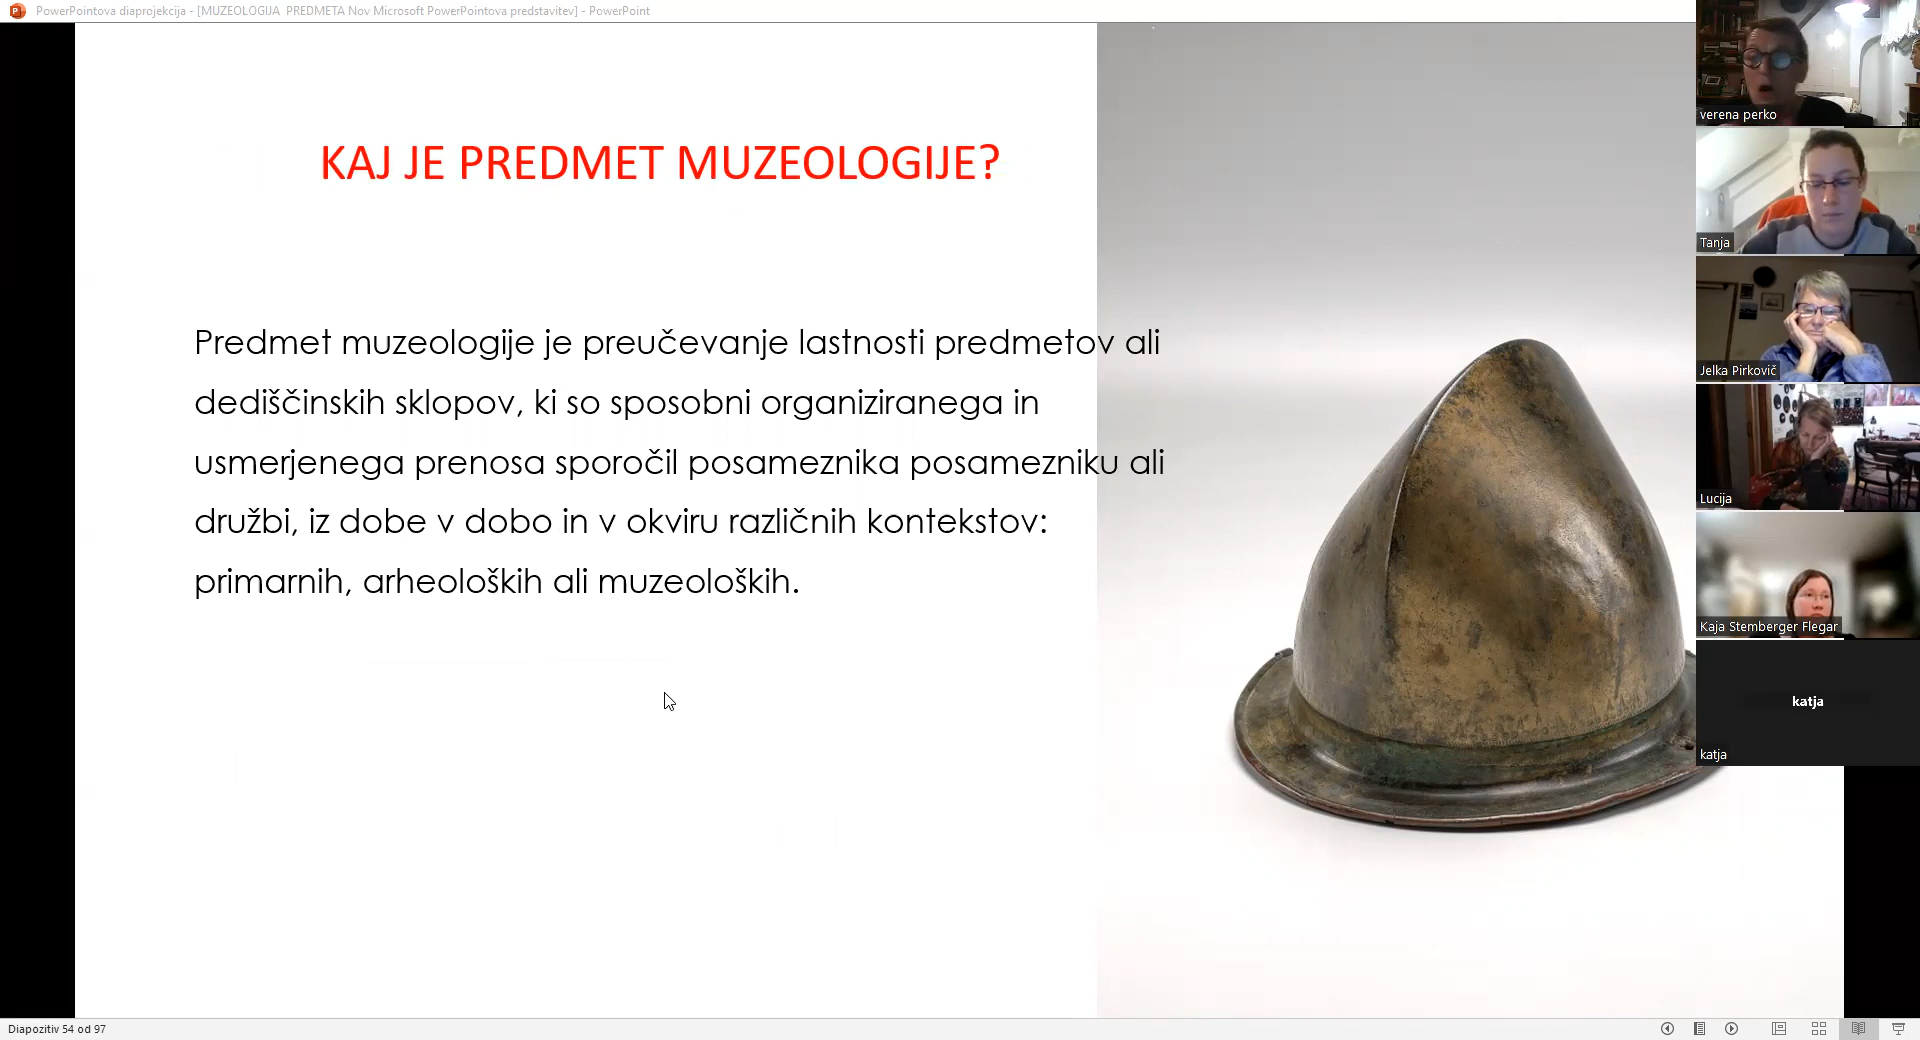 PowerPointova diaprojekcija - [MUZEOLOGIJA  PREDMETA Nov Microsoft PowerPointova predstavitev] - PowerPoint
KAJ JE PREDMET MUZEOLOGIJE?
Predmet muzeologije je preučevanje lastnosti predmetov ali
dediščinskih sklopov, ki so sposobni organiziranega in
usmerjenega prenosa sporočil posameznika posamezniku ali
družbi, iz dobe v dobo in v okviru različnih kontekstov:
primarnih, arheoloških ali muzeoloških.
verena perko
Tanja
Jelka Pirkovič
Lucija
Kaja Stemberger Flegar
katja
katja
Diapozitiv 54 od 97